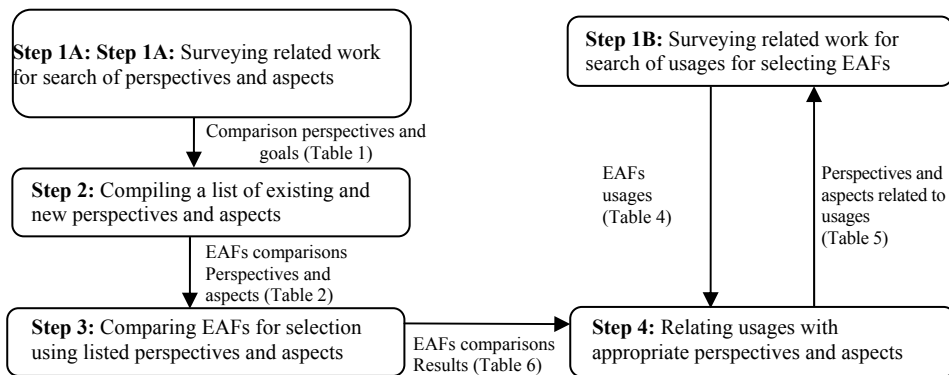 Step 1A: Step 1A: Surveying related work
for search of perspectives and aspects
Comparison perspectives and
goals (Table 1)
Step 2: Compiling a list of existing and
new perspectives and aspects
EAFs comparisons
Perspectives and
aspects (Table 2)
Step 3: Comparing EAFs for selection
using listed perspectives and aspects
EAFs comparisons
Results (Table 6)
Step 1B: Surveying related work for
search of usages for selecting EAFs
EAFs
usages
(Table 4)
Perspectives and
aspects related to
usages
(Table 5)
Step 4: Relating usages with
appropriate perspectives and aspects